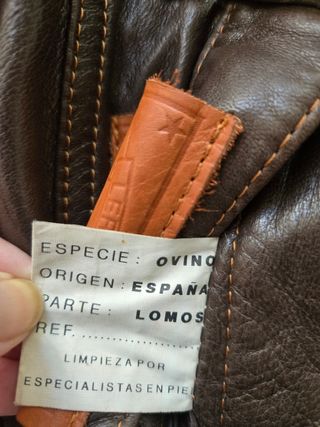 ESPECIE: OVINO
ORIGEN: ESPAÑA
PARTE: LOMOS
REF. ................
LIMPIEZA POR
ESPECIALISTAS EN PIEL